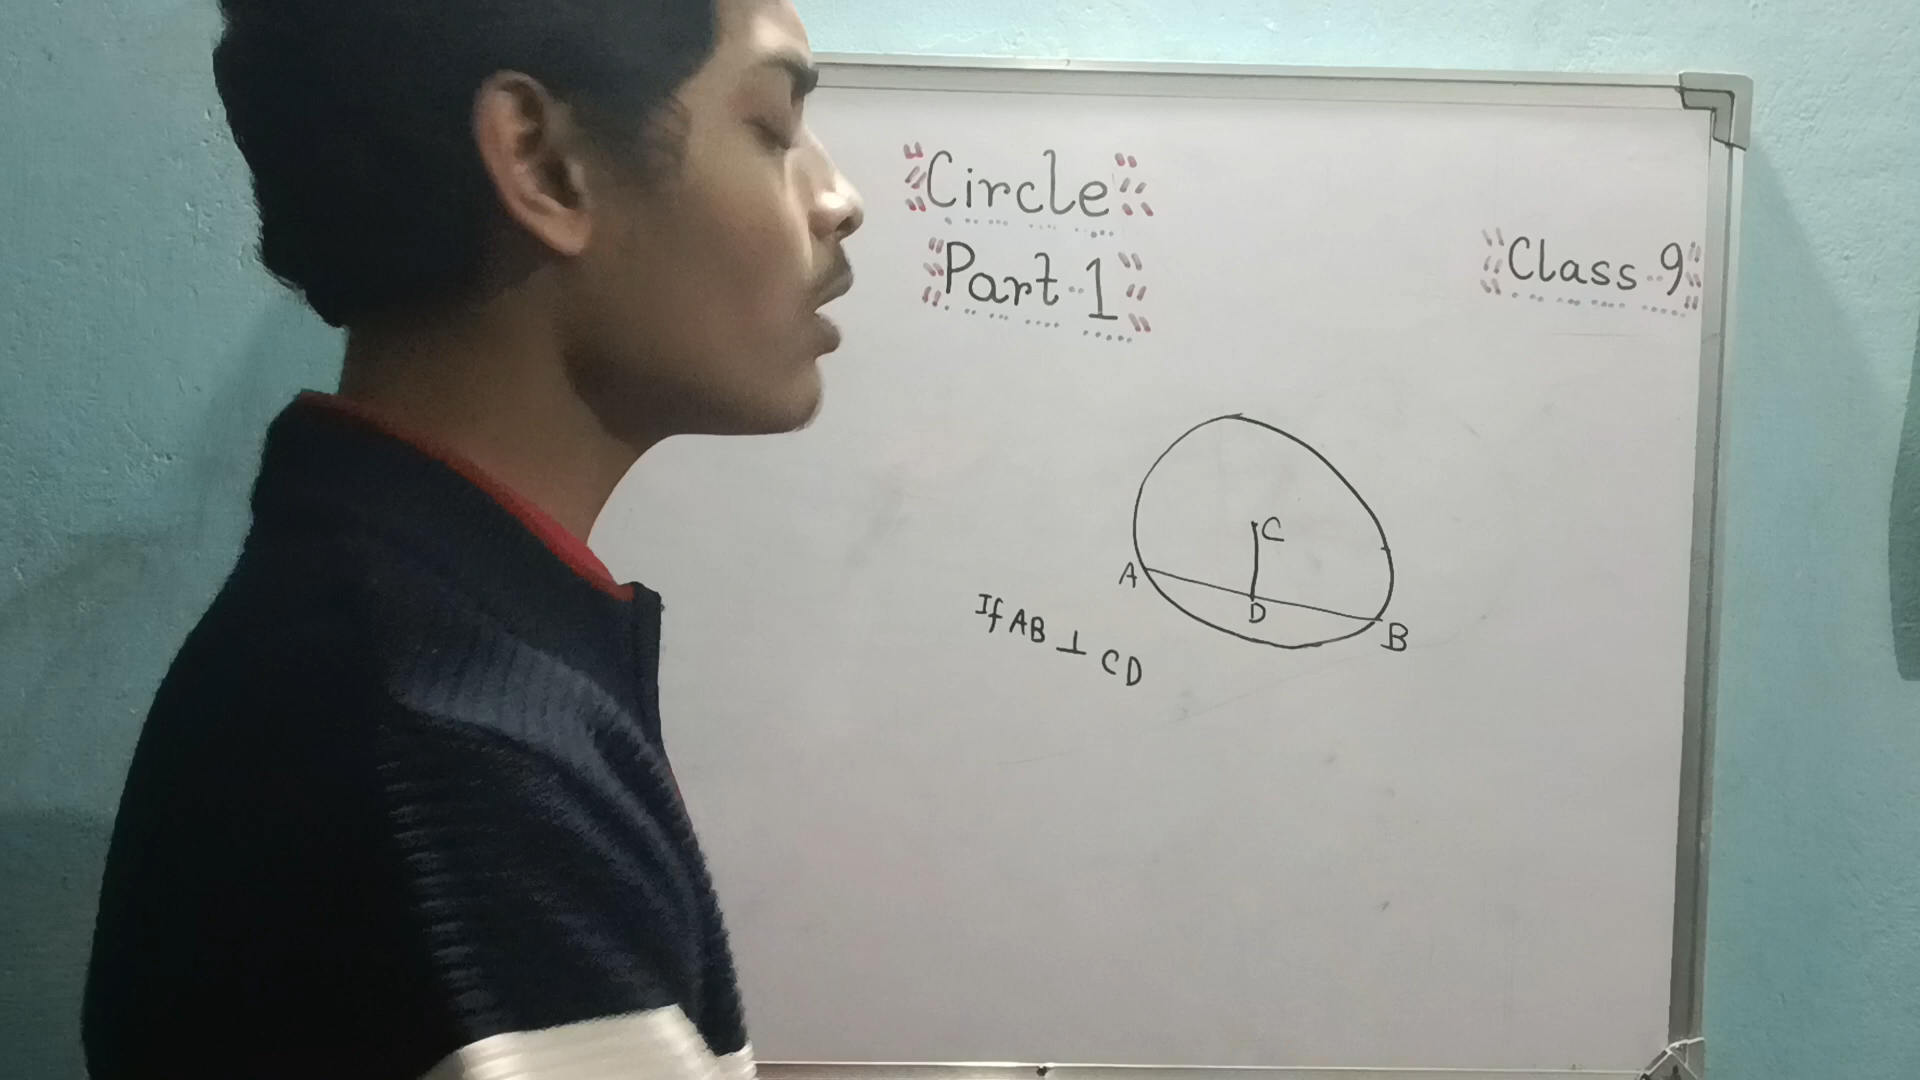 Circle
Part-1
Class-9
C
A
D
B
If AB ⊥ CD